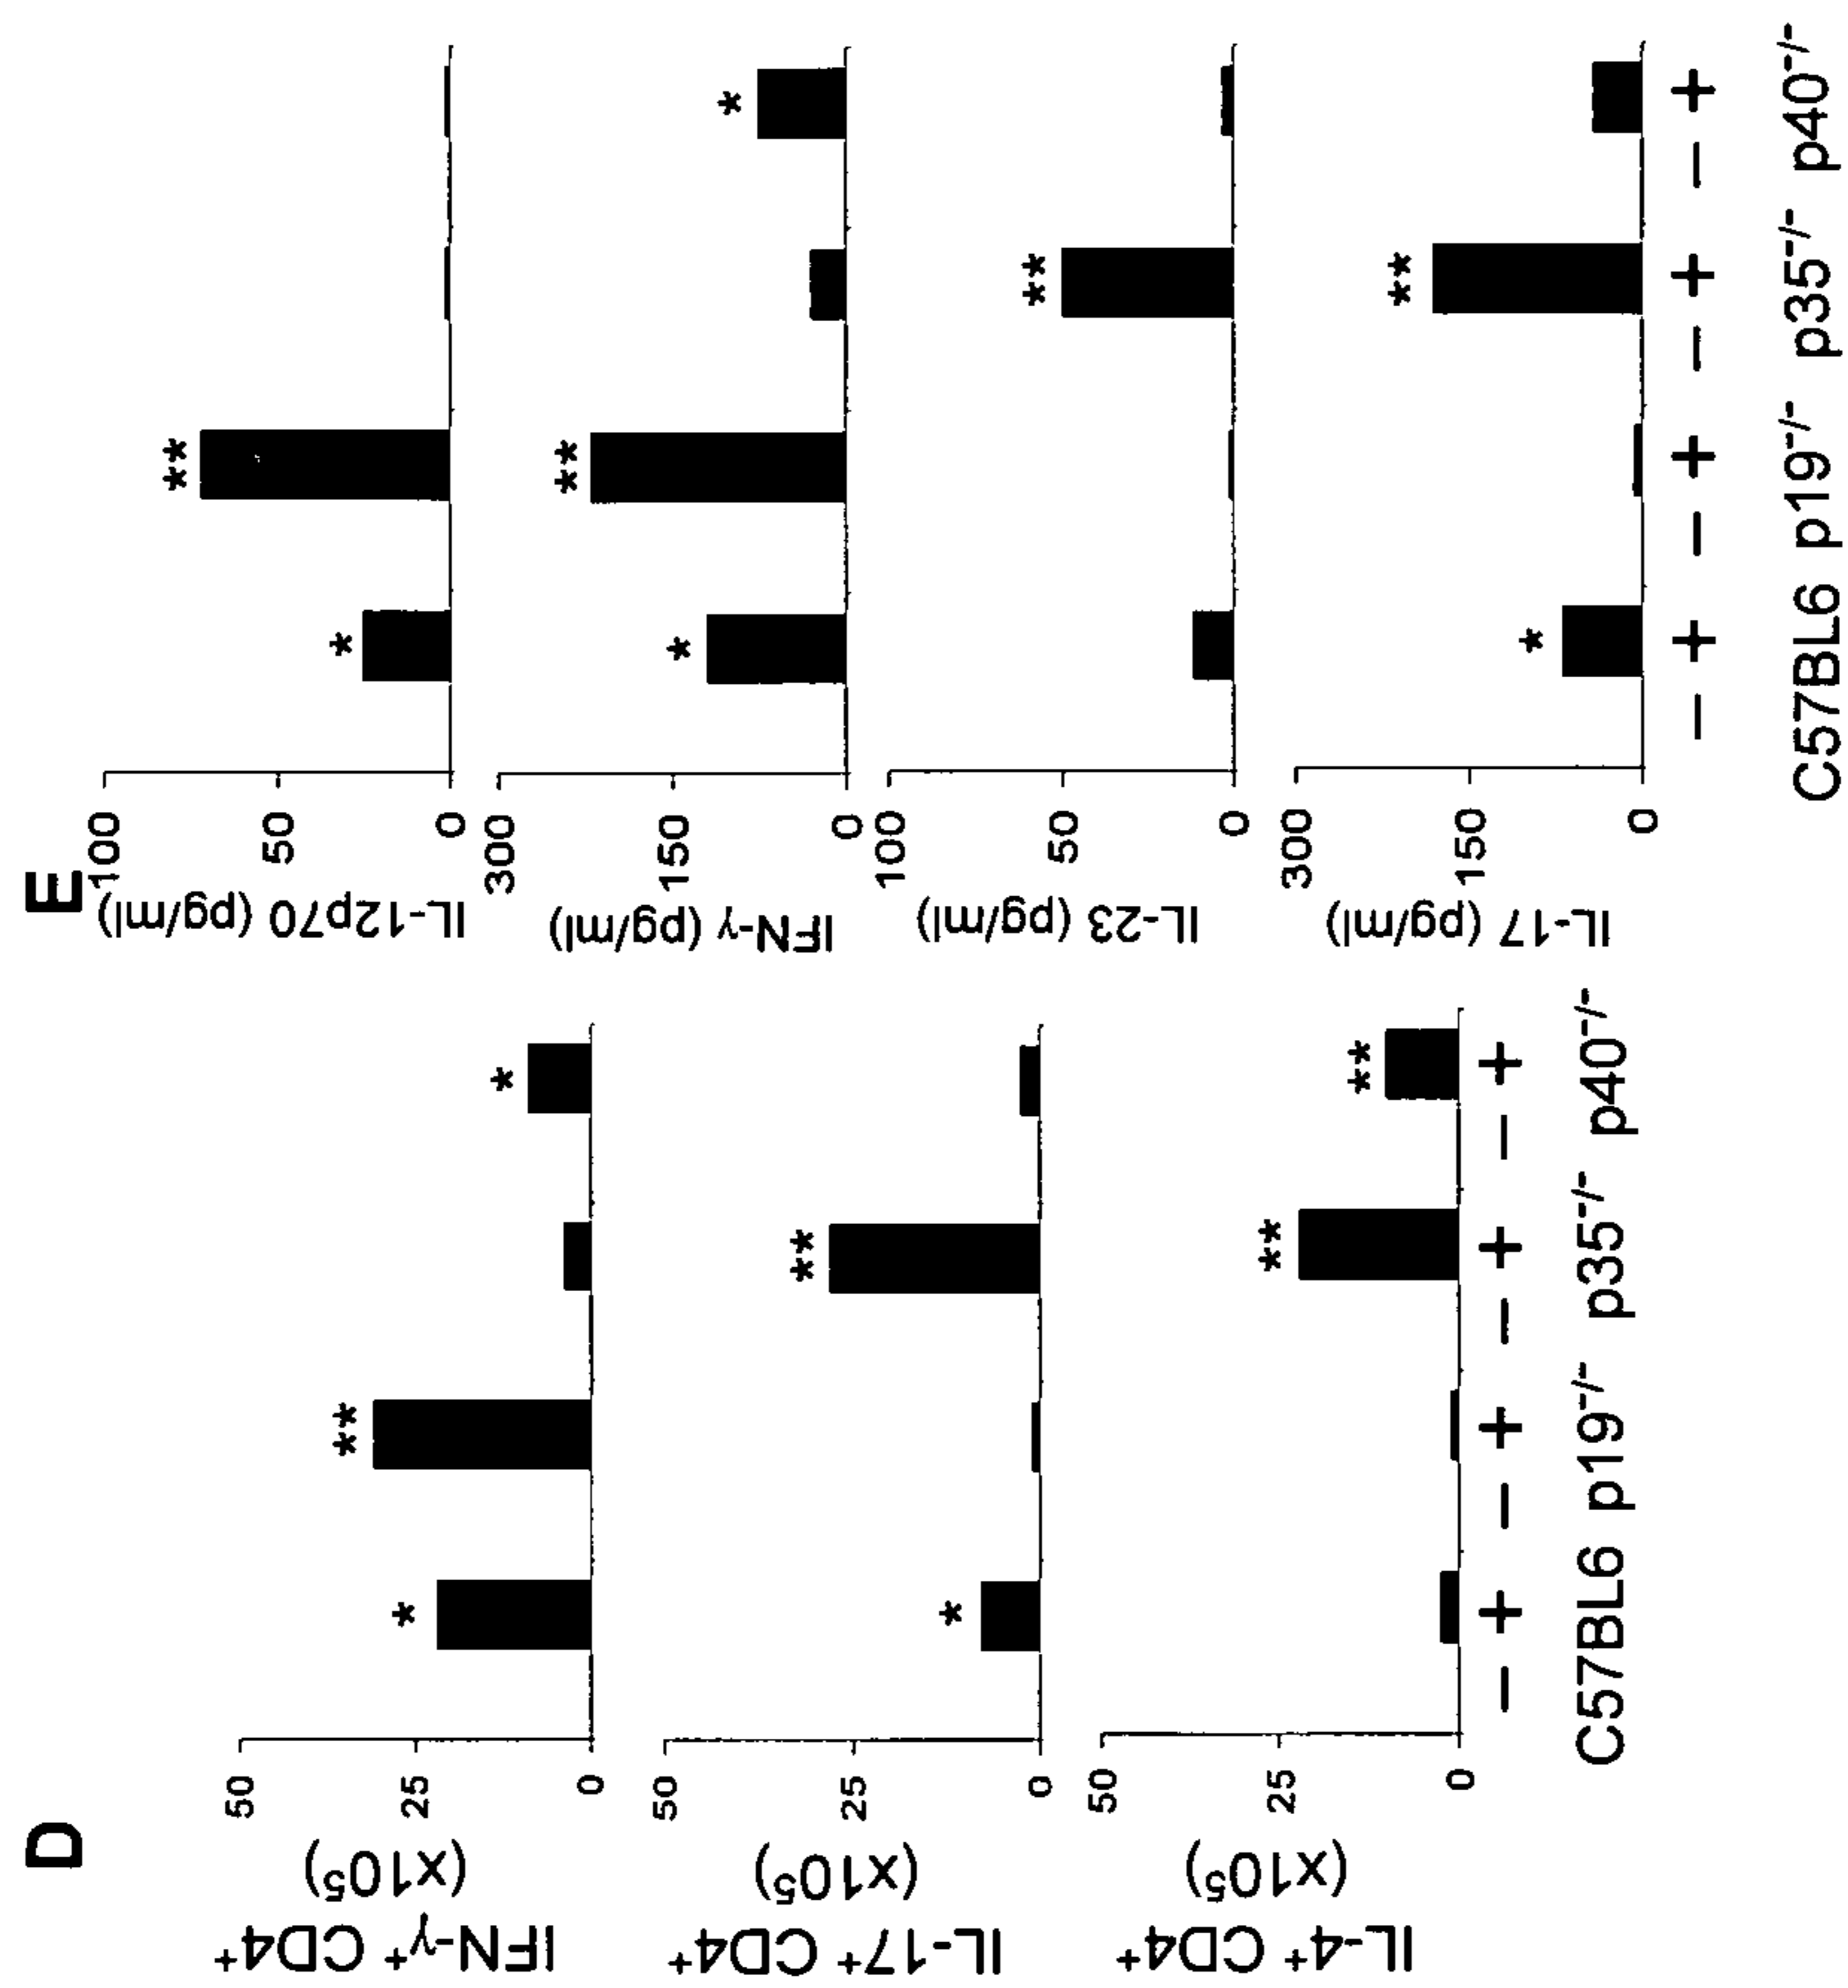 D
IFN-γ⁺ CD4⁺
(x10⁵)
50
25
0
* ** *
IL-17⁺ CD4⁺
(x10⁵)
50
25
0
* **
IL-4⁺ CD4⁺
(x10⁵)
50
25
0
** **
− + − + − + − +
C57BL6 p19⁻/⁻ p35⁻/⁻ p40⁻/⁻
E
IL-12p70 (pg/ml)
100
50
0
* **
IFN-γ (pg/ml)
300
150
0
* ** *
IL-23 (pg/ml)
100
50
0
**
IL-17 (pg/ml)
300
150
0
* **
− + − + − + − +
C57BL6 p19⁻/⁻ p35⁻/⁻ p40⁻/⁻